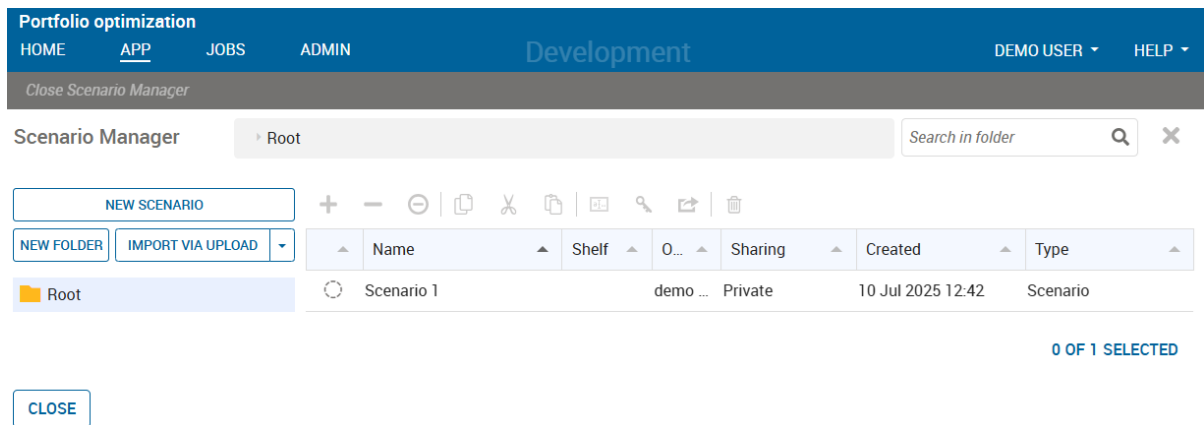 Portfolio optimization
HOME APP JOBS ADMIN Development DEMO USER HELP
Close Scenario Manager
Scenario Manager Root Search in folder
NEW SCENARIO
NEW FOLDER IMPORT VIA UPLOAD Name Shelf O... Sharing Created Type
Root Scenario 1 demo ... Private 10 Jul 2025 12:42 Scenario
0 OF 1 SELECTED
CLOSE